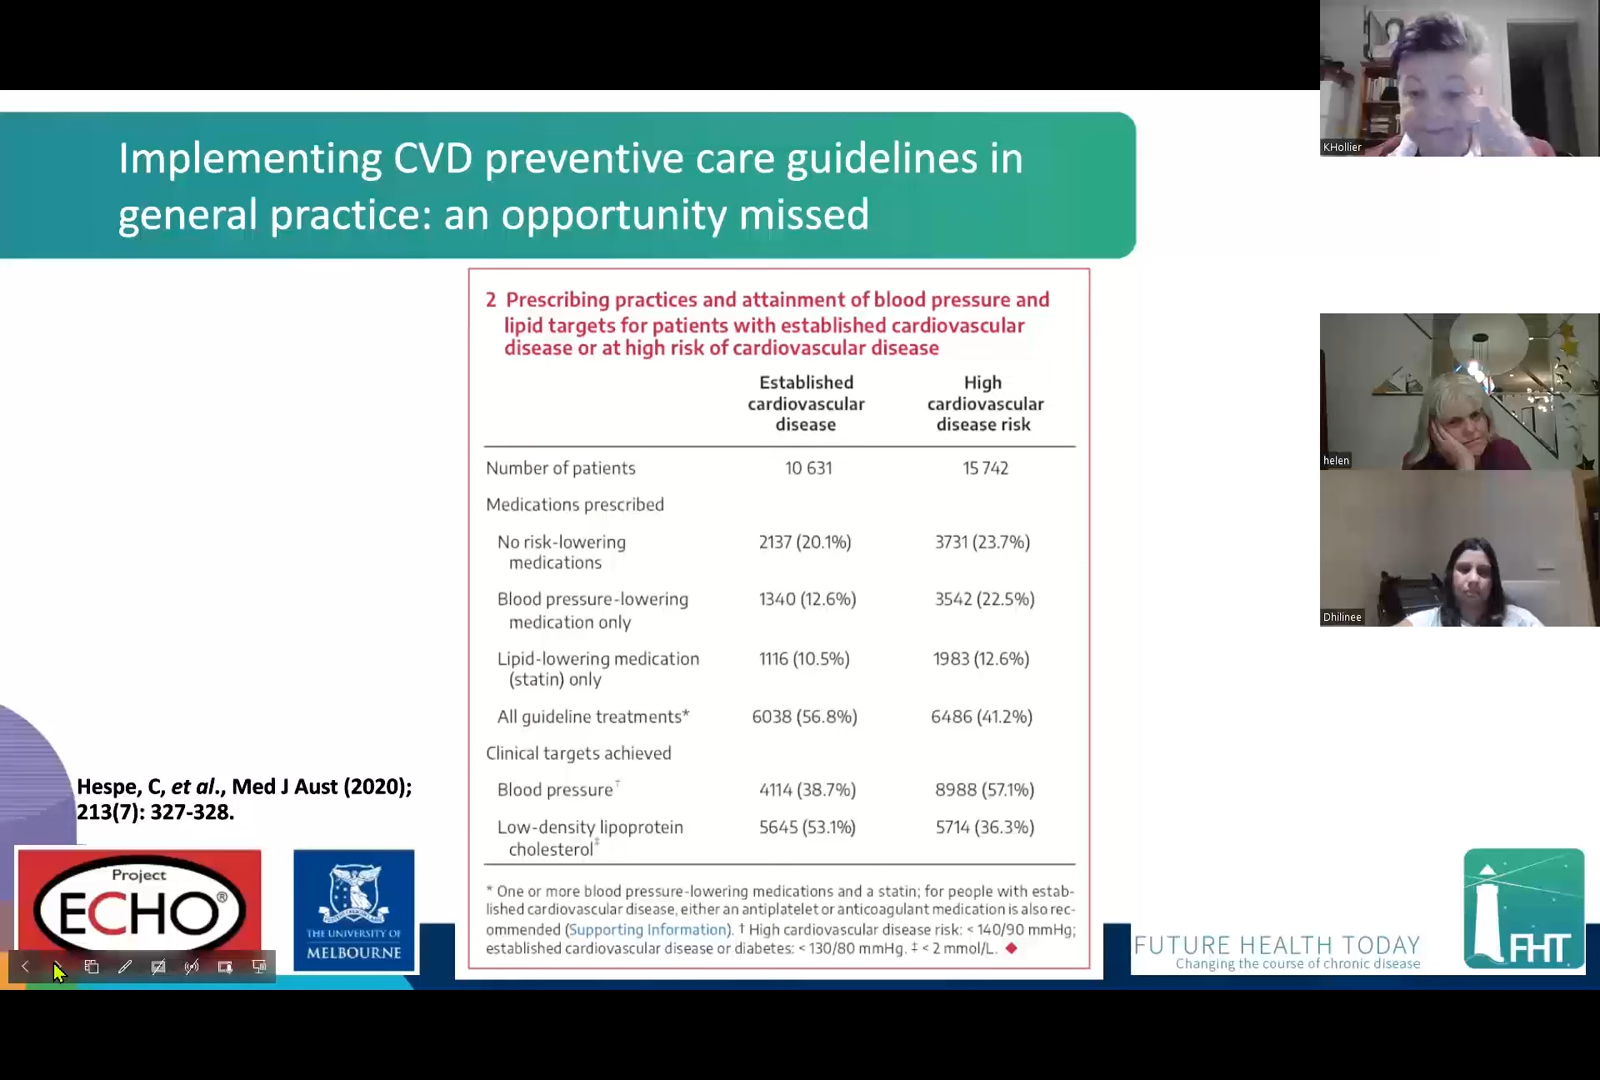 Implementing CVD preventive care guidelines in
general practice: an opportunity missed
KHollier
helen
Dhilinee
2 Prescribing practices and attainment of blood pressure and
lipid targets for patients with established cardiovascular
disease or at high risk of cardiovascular disease
Established cardiovascular disease
High cardiovascular disease risk
Number of patients 10 631 15 742
Medications prescribed
No risk-lowering medications 2137 (20.1%) 3731 (23.7%)
Blood pressure-lowering medication only 1340 (12.6%) 3542 (22.5%)
Lipid-lowering medication (statin) only 1116 (10.5%) 1983 (12.6%)
All guideline treatments* 6038 (56.8%) 6486 (41.2%)
Clinical targets achieved
Blood pressure† 4114 (38.7%) 8988 (57.1%)
Low-density lipoprotein cholesterol‡ 5645 (53.1%) 5714 (36.3%)
* One or more blood pressure-lowering medications and a statin; for people with estab-
lished cardiovascular disease, either an antiplatelet or anticoagulant medication is also rec-
ommended (Supporting Information). † High cardiovascular disease risk: < 140/90 mmHg;
established cardiovascular disease or diabetes: < 130/80 mmHg. ‡ < 2 mmol/L. ◆
Hespe, C, et al., Med J Aust (2020);
213(7): 327-328.
Project
ECHO®
THE UNIVERSITY OF
MELBOURNE
FUTURE HEALTH TODAY
Changing the course of chronic disease
FHT